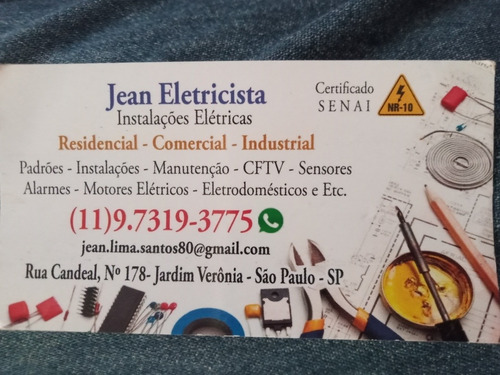 Jean Eletricista
Instalações Elétricas
Certificado
SENAI
NR-10
Residencial - Comercial - Industrial
Padrões - Instalações - Manutenção - CFTV - Sensores
Alarmes - Motores Elétricos - Eletrodomésticos e Etc.
(11)9.7319-3775
jean.lima.santos80@gmail.com
Rua Candeal, Nº 178- Jardim Verônia - São Paulo - SP